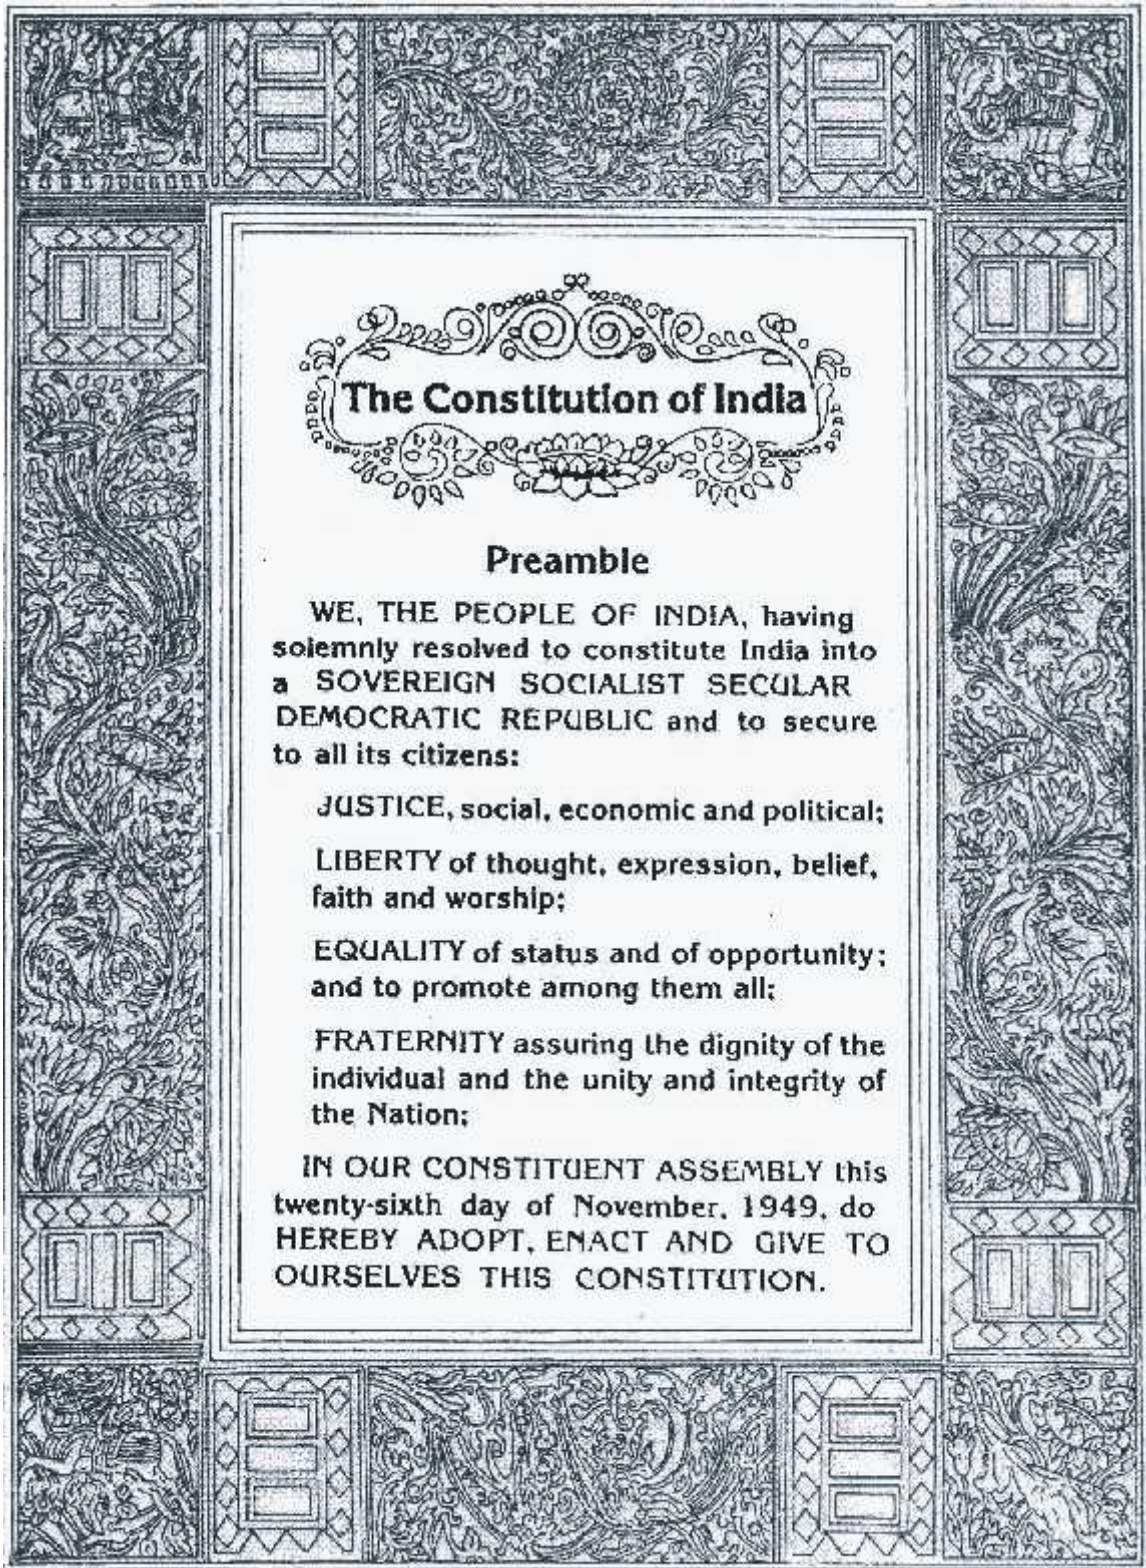 The Constitution of India
Preamble
WE, THE PEOPLE OF INDIA, having
solemnly resolved to constitute India into
a SOVEREIGN SOCIALIST SECULAR
DEMOCRATIC REPUBLIC and to secure
to all its citizens:
JUSTICE, social, economic and political;
LIBERTY of thought, expression, belief,
faith and worship;
EQUALITY of status and of opportunity;
and to promote among them all;
FRATERNITY assuring the dignity of the
individual and the unity and integrity of
the Nation;
IN OUR CONSTITUENT ASSEMBLY this
twenty-sixth day of November, 1949, do
HEREBY ADOPT, ENACT AND GIVE TO
OURSELVES THIS CONSTITUTION.